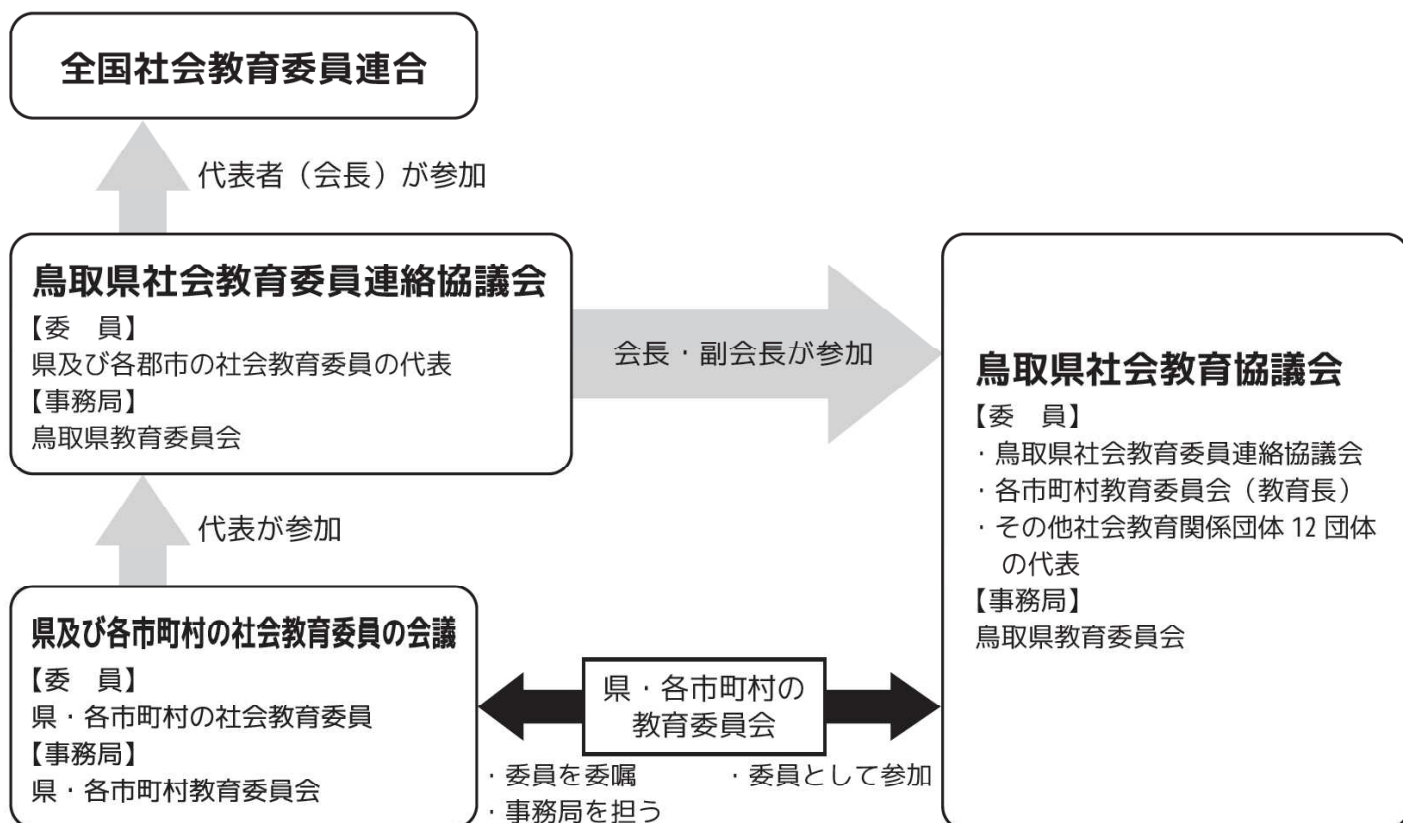 全国社会教育委員連合
代表者（会長）が参加
鳥取県社会教育委員連絡協議会
【委　員】
県及び各郡市の社会教育委員の代表
【事務局】
鳥取県教育委員会
会長・副会長が参加
鳥取県社会教育協議会
【委　員】
・鳥取県社会教育委員連絡協議会
・各市町村教育委員会（教育長）
・その他社会教育関係団体 12 団体
の代表
【事務局】
鳥取県教育委員会
代表が参加
県及び各市町村の社会教育委員の会議
【委　員】
県・各市町村の社会教育委員
【事務局】
県・各市町村教育委員会
県・各市町村の
教育委員会
・委員を委嘱
・事務局を担う
・委員として参加